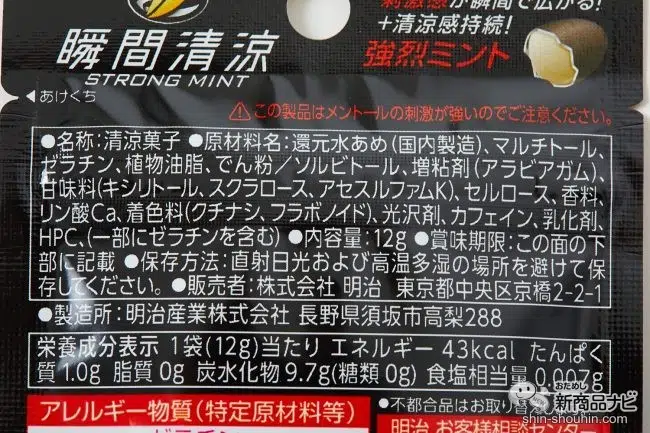 刺激感が瞬間で広がる!
+清涼感持続!
強烈ミント
瞬間清涼
STRONG MINT
◁あけくち
⚠この製品はメントールの刺激が強いのでご注意ください。
●名称:清涼菓子 ●原材料名:還元水あめ(国内製造)、マルチトール、
ゼラチン、植物油脂、でん粉/ソルビトール、増粘剤(アラビアガム)、
甘味料(キシリトール、スクラロース、アセスルファムK)、セルロース、香料、
リン酸Ca、着色料(クチナシ、フラボノイド)、光沢剤、カフェイン、乳化剤、
HPC、(一部にゼラチンを含む) ●内容量:12g ●賞味期限:この面の下
部に記載 ●保存方法:直射日光および高温多湿の場所を避けて保
存してください。 ●販売者:株式会社 明治 東京都中央区京橋2-2-1
●製造所:明治産業株式会社 長野県須坂市高梨288
栄養成分表示 1袋(12g)当たり エネルギー 43kcal たんぱく
質 1.0g 脂質 0g 炭水化物 9.7g(糖類 0g) 食塩相当量 0.007g
アレルギー物質(特定原材料等)
ゼラチン
●不都合品はお取り替え
明治 お客様相談センター
おためし
新商品ナビ
shin-shouhin.com